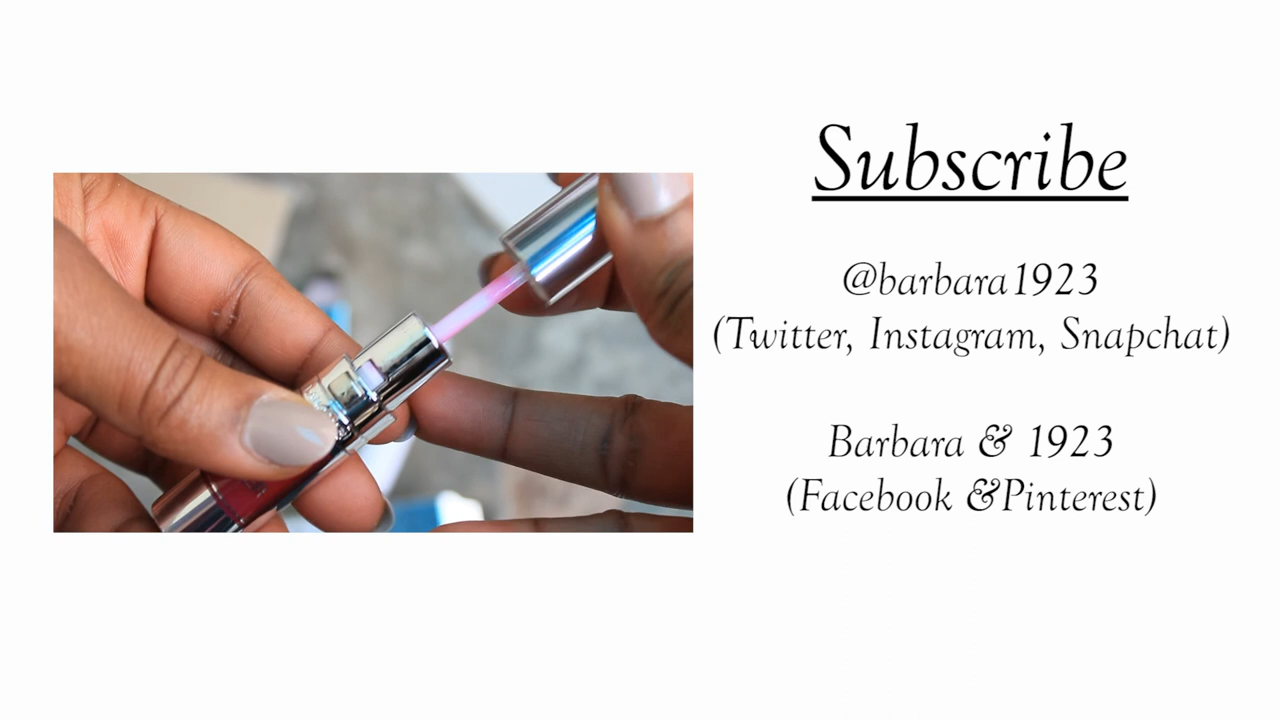 Subscribe
@barbara1923
(Twitter, Instagram, Snapchat)
Barbara & 1923
(Facebook &Pinterest)